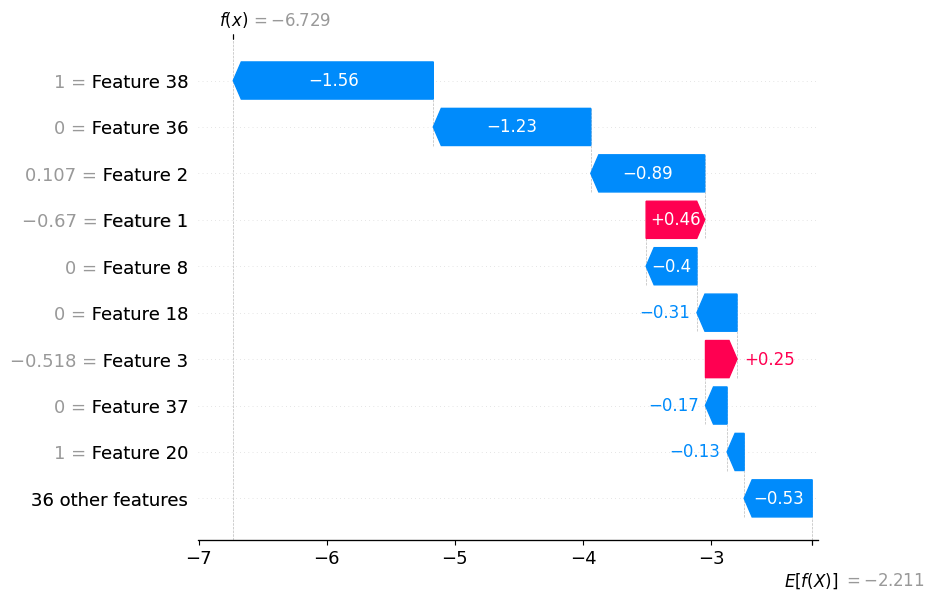 f(x) = −6.729
1 = Feature 38 −1.56
0 = Feature 36 −1.23
0.107 = Feature 2 −0.89
−0.67 = Feature 1 +0.46
0 = Feature 8 −0.4
0 = Feature 18 −0.31
−0.518 = Feature 3 +0.25
0 = Feature 37 −0.17
1 = Feature 20 −0.13
36 other features −0.53
−7 −6 −5 −4 −3
E[f(X)] = −2.211